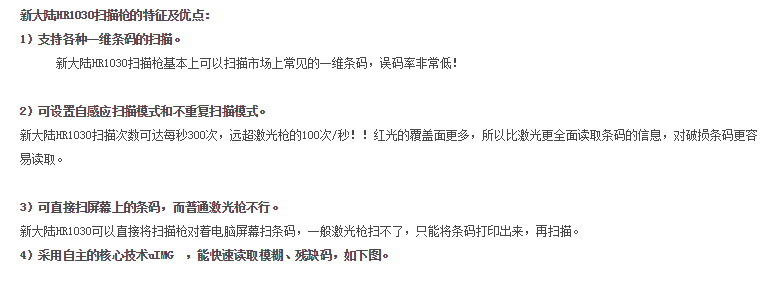 新大陆HR1030扫描枪的特征及优点：
1）支持各种一维条码的扫描。
新大陆HR1030扫描枪基本上可以扫描市场上常见的一维条码，误码率非常低！
2）可设置自感应扫描模式和不重复扫描模式。
新大陆HR1030扫描次数可达每秒300次，远超激光枪的100次/秒！！红光的覆盖面更多，所以比激光更全面读取条码的信息，对破损条码更容
易读取。
3）可直接扫屏幕上的条码，而普通激光枪不行。
新大陆HR1030可以直接将扫描枪对着电脑屏幕扫条码，一般激光枪扫不了，只能将条码打印出来，再扫描。
4）采用自主的核心技术uIMG ，能快速读取模糊、残缺码，如下图。